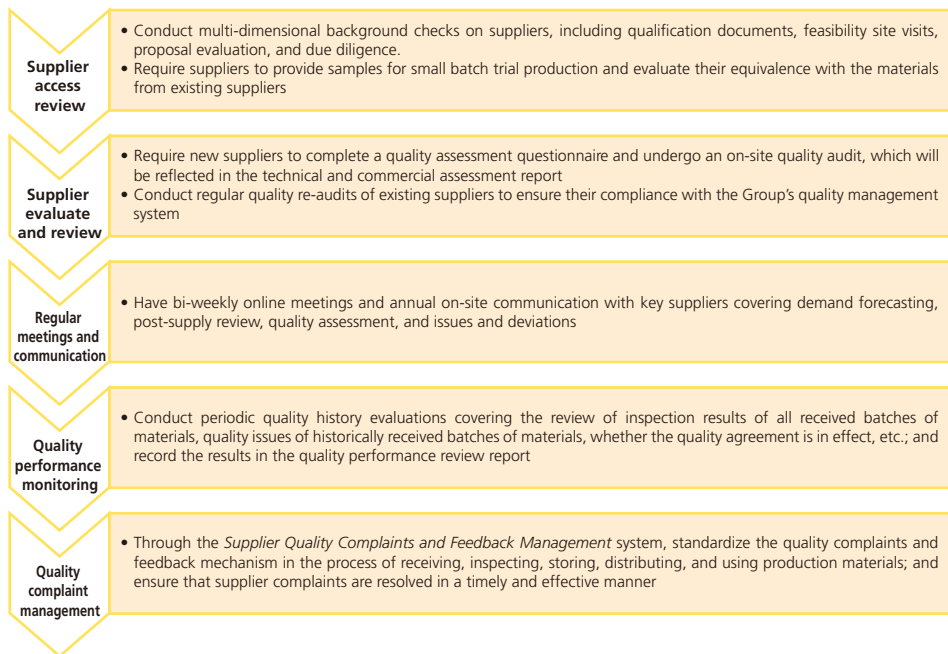 Supplier
access
review
• Conduct multi-dimensional background checks on suppliers, including qualification documents, feasibility site visits,
proposal evaluation, and due diligence.
• Require suppliers to provide samples for small batch trial production and evaluate their equivalence with the materials
from existing suppliers
Supplier
evaluate
and review
• Require new suppliers to complete a quality assessment questionnaire and undergo an on-site quality audit, which will
be reflected in the technical and commercial assessment report
• Conduct regular quality re-audits of existing suppliers to ensure their compliance with the Group's quality management
system
Regular
meetings and
communication
• Have bi-weekly online meetings and annual on-site communication with key suppliers covering demand forecasting,
post-supply review, quality assessment, and issues and deviations
Quality
performance
monitoring
• Conduct periodic quality history evaluations covering the review of inspection results of all received batches of
materials, quality issues of historically received batches of materials, whether the quality agreement is in effect, etc.; and
record the results in the quality performance review report
Quality
complaint
management
• Through the Supplier Quality Complaints and Feedback Management system, standardize the quality complaints and
feedback mechanism in the process of receiving, inspecting, storing, distributing, and using production materials; and
ensure that supplier complaints are resolved in a timely and effective manner